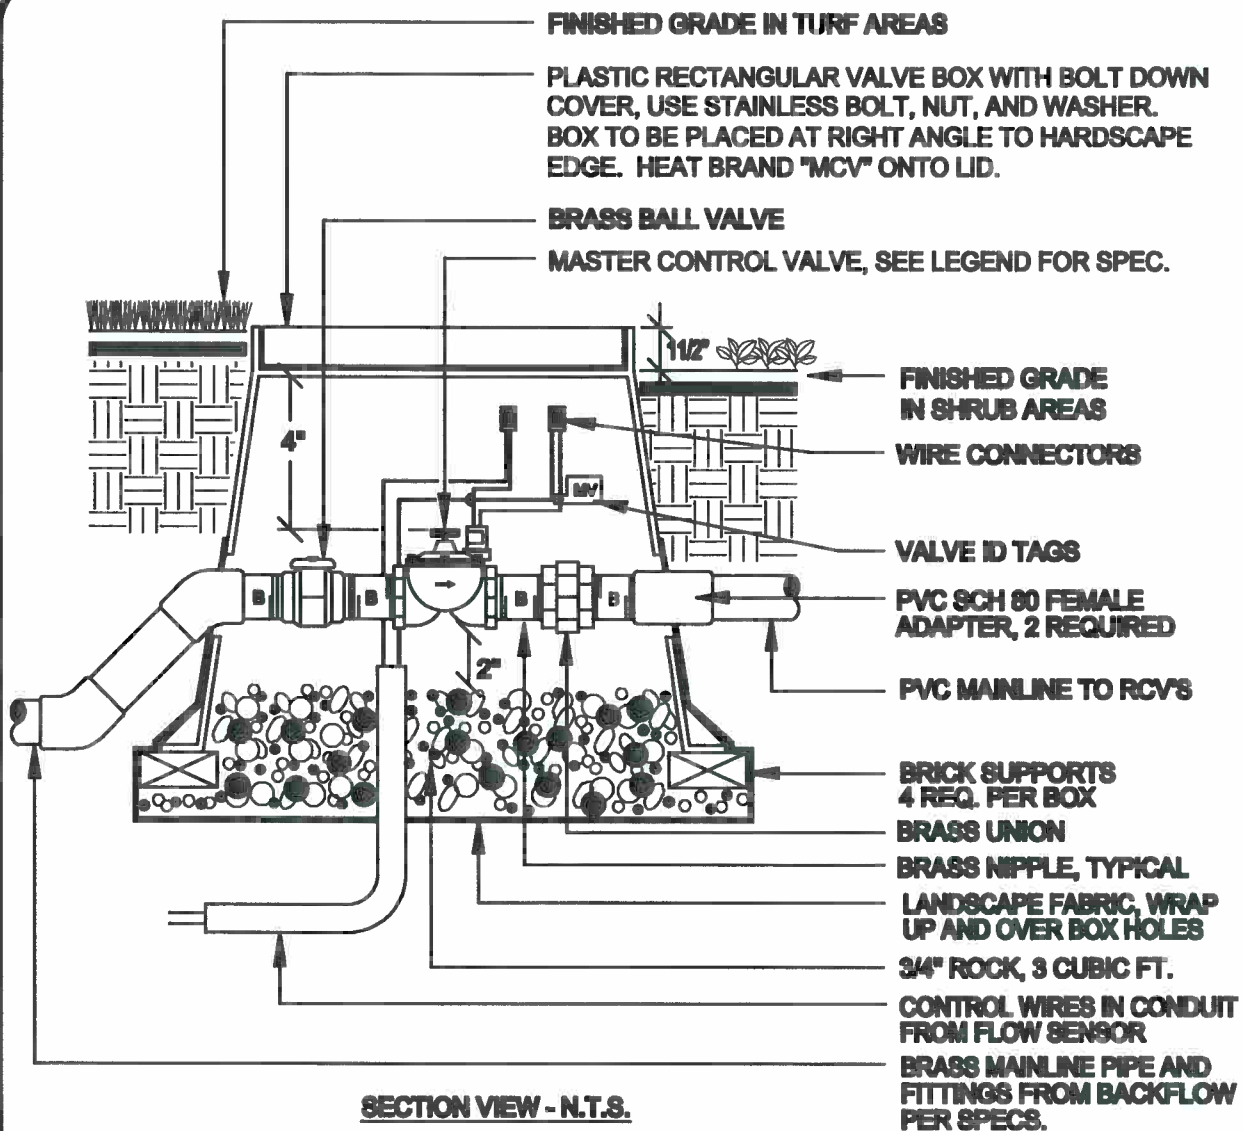 FINISHED GRADE IN TURF AREAS
PLASTIC RECTANGULAR VALVE BOX WITH BOLT DOWN
COVER, USE STAINLESS BOLT, NUT, AND WASHER.
BOX TO BE PLACED AT RIGHT ANGLE TO HARDSCAPE
EDGE. HEAT BRAND "MCV" ONTO LID.
BRASS BALL VALVE
MASTER CONTROL VALVE, SEE LEGEND FOR SPEC.
1 1/2"
FINISHED GRADE
IN SHRUB AREAS
4"
WIRE CONNECTORS
MV
VALVE ID TAGS
B
B
B
B
PVC SCH 80 FEMALE
ADAPTER, 2 REQUIRED
2"
PVC MAINLINE TO RCV'S
BRICK SUPPORTS
4 REQ. PER BOX
BRASS UNION
BRASS NIPPLE, TYPICAL
LANDSCAPE FABRIC, WRAP
UP AND OVER BOX HOLES
3/4" ROCK, 3 CUBIC FT.
CONTROL WIRES IN CONDUIT
FROM FLOW SENSOR
BRASS MAINLINE PIPE AND
FITTINGS FROM BACKFLOW
PER SPECS.
SECTION VIEW - N.T.S.